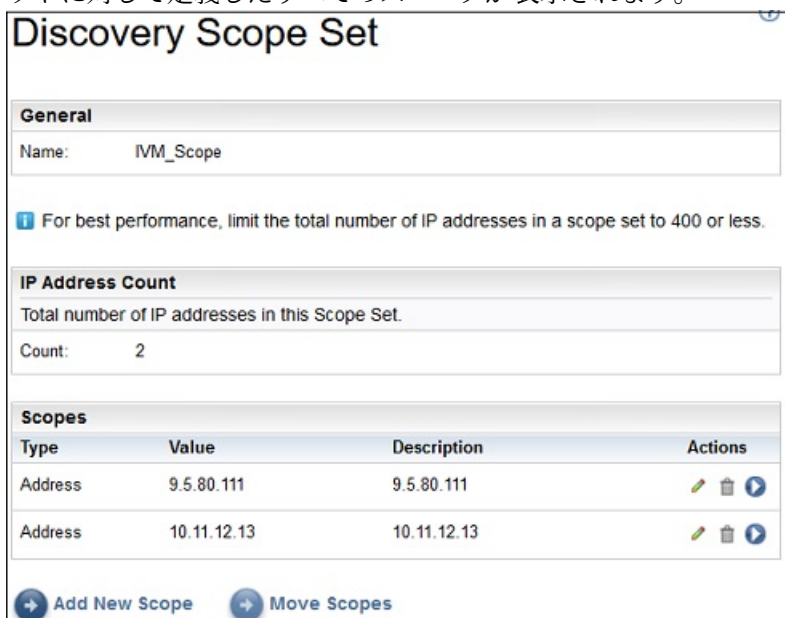 Discovery Scope Set
General
Name: IVM_Scope
For best performance, limit the total number of IP addresses in a scope set to 400 or less.
IP Address Count
Total number of IP addresses in this Scope Set.
Count: 2
Scopes
Type Value Description Actions
Address 9.5.80.111 9.5.80.111
Address 10.11.12.13 10.11.12.13
Add New Scope Move Scopes